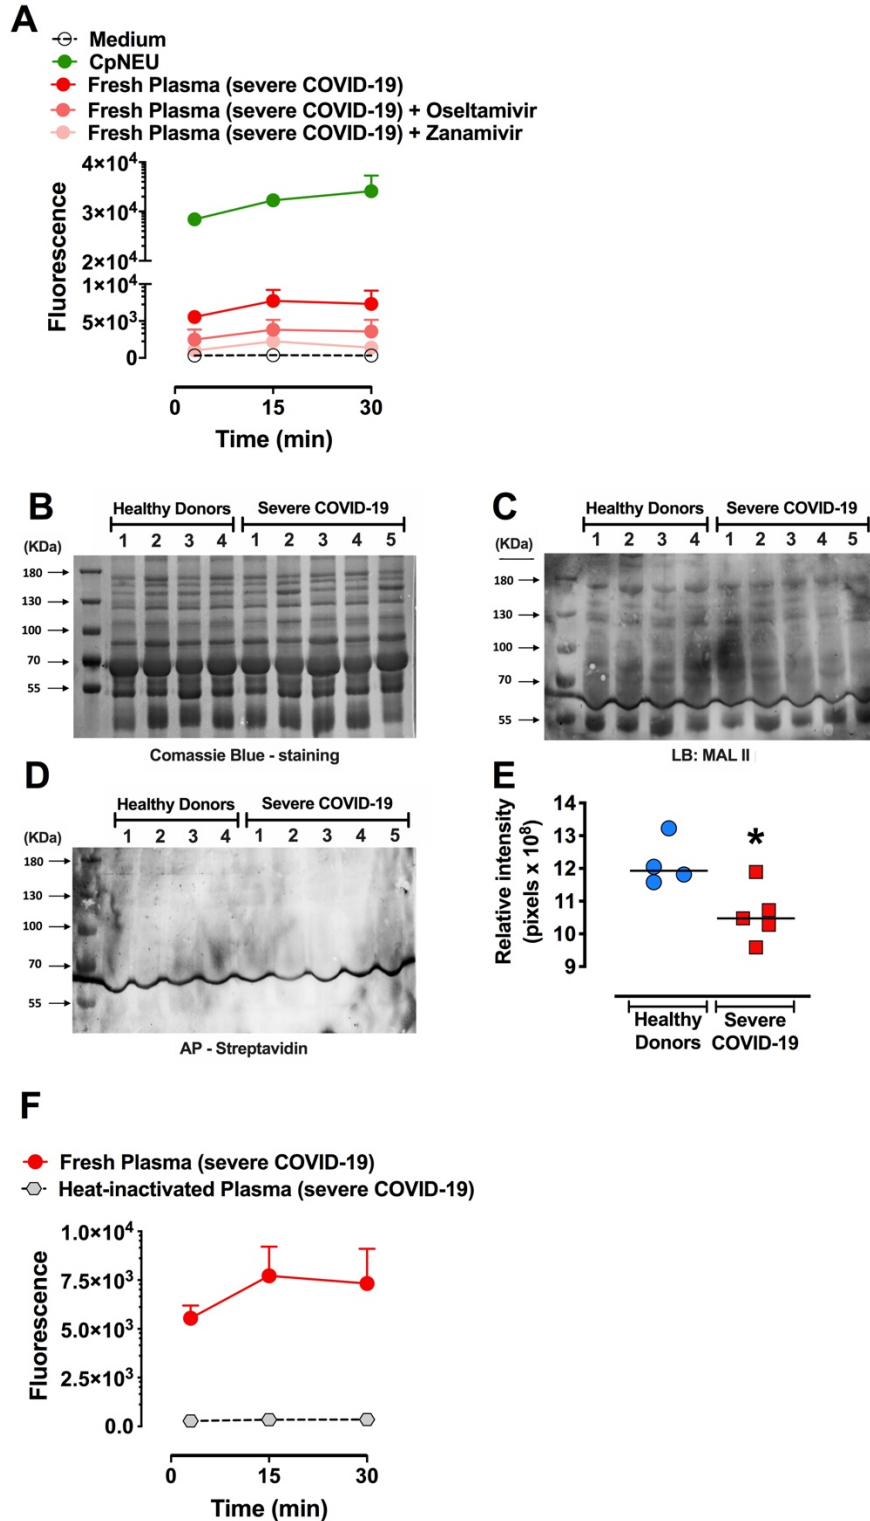 A
Medium
CpNEU
Fresh Plasma (severe COVID-19)
Fresh Plasma (severe COVID-19) + Oseltamivir
Fresh Plasma (severe COVID-19) + Zanamivir
Fluorescence
4×10⁴
3×10⁴
2×10⁴
1×10⁴
5×10³
0
0 15 30
Time (min)
B
Healthy Donors Severe COVID-19
(KDa) 1 2 3 4 1 2 3 4 5
180
130
100
70
55
Comassie Blue - staining
C
Healthy Donors Severe COVID-19
(KDa) 1 2 3 4 1 2 3 4 5
180
130
100
70
55
LB: MAL II
D
Healthy Donors Severe COVID-19
(KDa) 1 2 3 4 1 2 3 4 5
180
130
100
70
55
AP - Streptavidin
E
Relative intensity
(pixels x 10⁸)
14
13
12
11
10
9
*
Healthy Donors
Severe COVID-19
F
Fresh Plasma (severe COVID-19)
Heat-inactivated Plasma (severe COVID-19)
Fluorescence
1.0×10⁴
7.5×10³
5.0×10³
2.5×10³
0.0
0 15 30
Time (min)